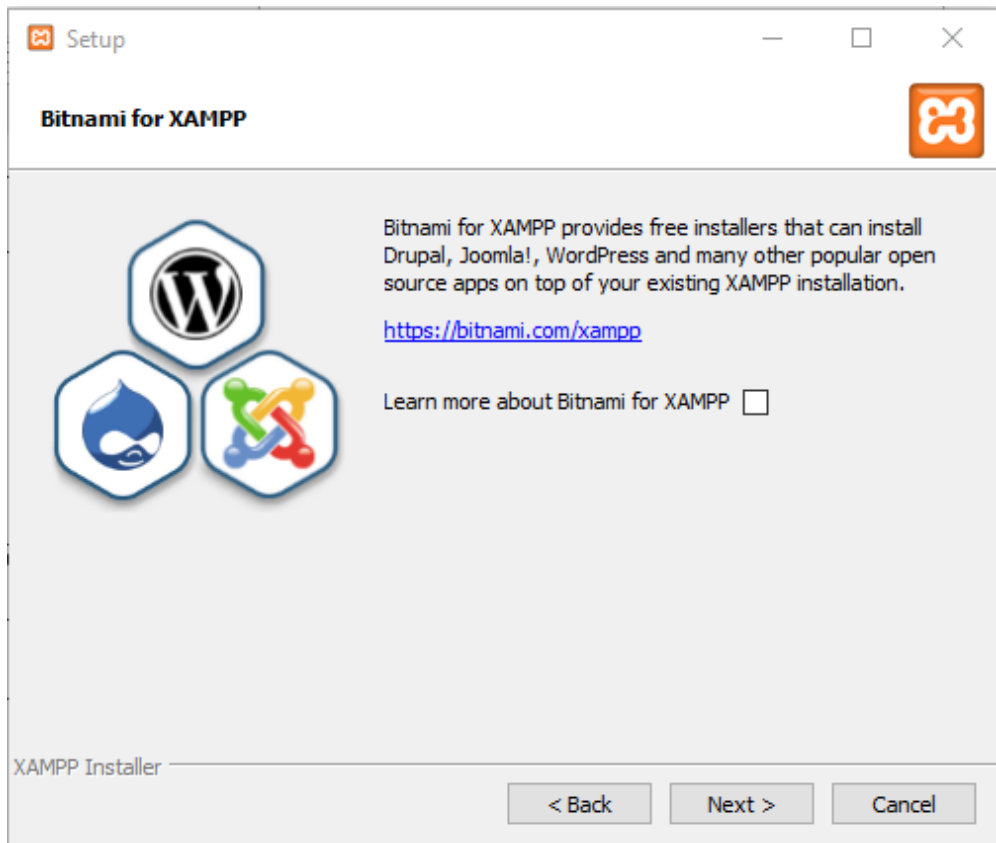 Setup
Bitnami for XAMPP
Bitnami for XAMPP provides free installers that can install
Drupal, Joomla!, WordPress and many other popular open
source apps on top of your existing XAMPP installation.
https://bitnami.com/xampp
Learn more about Bitnami for XAMPP
XAMPP Installer
< Back Next > Cancel